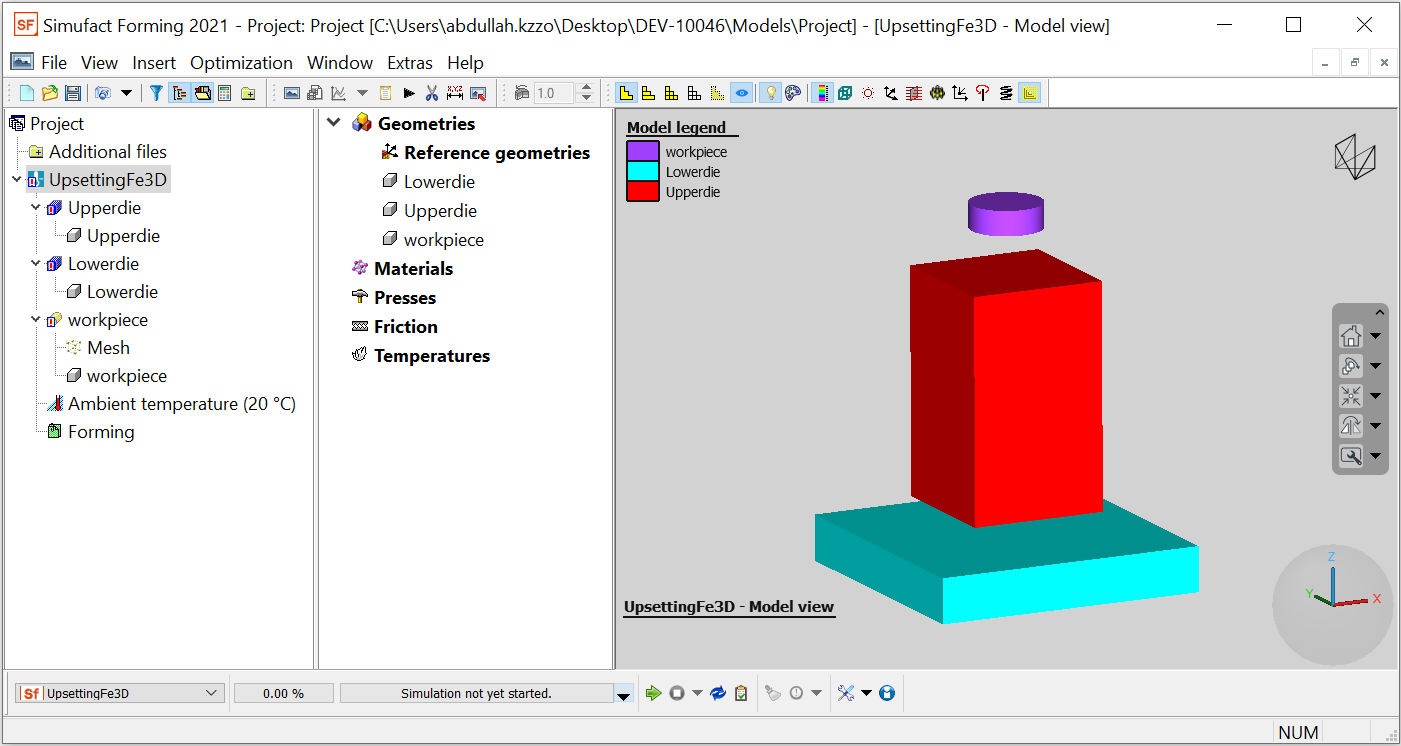 SF Simufact Forming 2021 - Project: Project [C:\Users\abdullah.kzzo\Desktop\DEV-10046\Models\Project] - [UpsettingFe3D - Model view]
File View Insert Optimization Window Extras Help
1.0
Project
Additional files
UpsettingFe3D
Upperdie
Upperdie
Lowerdie
Lowerdie
workpiece
Mesh
workpiece
Ambient temperature (20 °C)
Forming
Geometries
Reference geometries
Lowerdie
Upperdie
workpiece
Materials
Presses
Friction
Temperatures
Model legend
workpiece
Lowerdie
Upperdie
Z
Y
X
UpsettingFe3D - Model view
Sf UpsettingFe3D
0.00 %
Simulation not yet started.
NUM